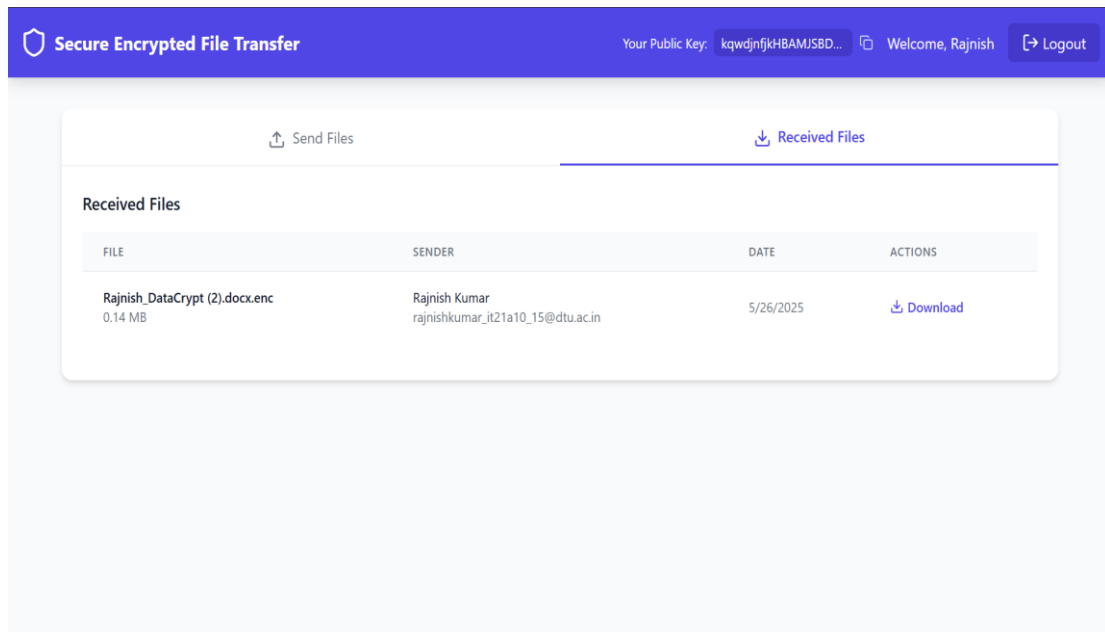 Secure Encrypted File Transfer Your Public Key: kqwdjnfjkHBAMJSBD... Welcome, Rajnish Logout
Send Files Received Files
Received Files
FILE SENDER DATE ACTIONS
Rajnish_DataCrypt (2).docx.enc Rajnish Kumar 5/26/2025 Download
0.14 MB rajnishkumar_it21a10_15@dtu.ac.in